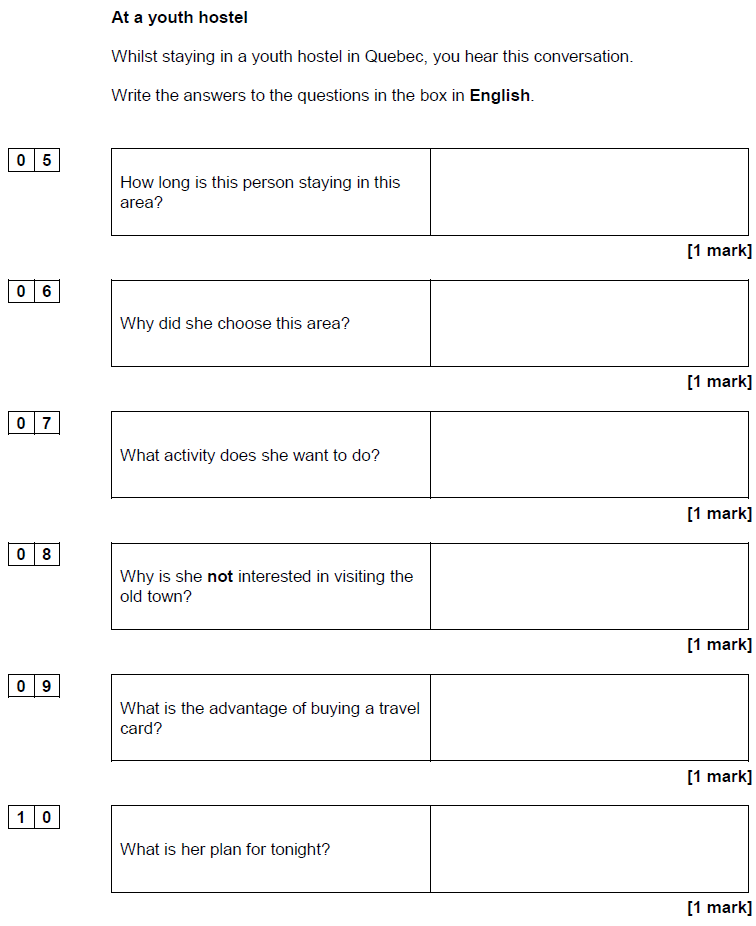 At a youth hostel
Whilst staying in a youth hostel in Quebec, you hear this conversation.
Write the answers to the questions in the box in English.
0 5
How long is this person staying in this
area?
[1 mark]
0 6
Why did she choose this area?
[1 mark]
0 7
What activity does she want to do?
[1 mark]
0 8
Why is she not interested in visiting the
old town?
[1 mark]
0 9
What is the advantage of buying a travel
card?
[1 mark]
1 0
What is her plan for tonight?
[1 mark]